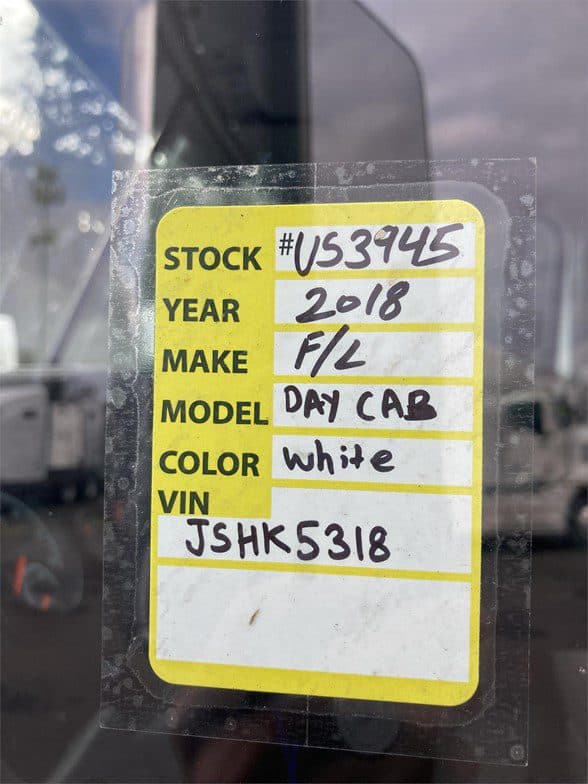 STOCK #US3945
YEAR 2018
MAKE F/L
MODEL DAY CAB
COLOR white
VIN
JSHK5318